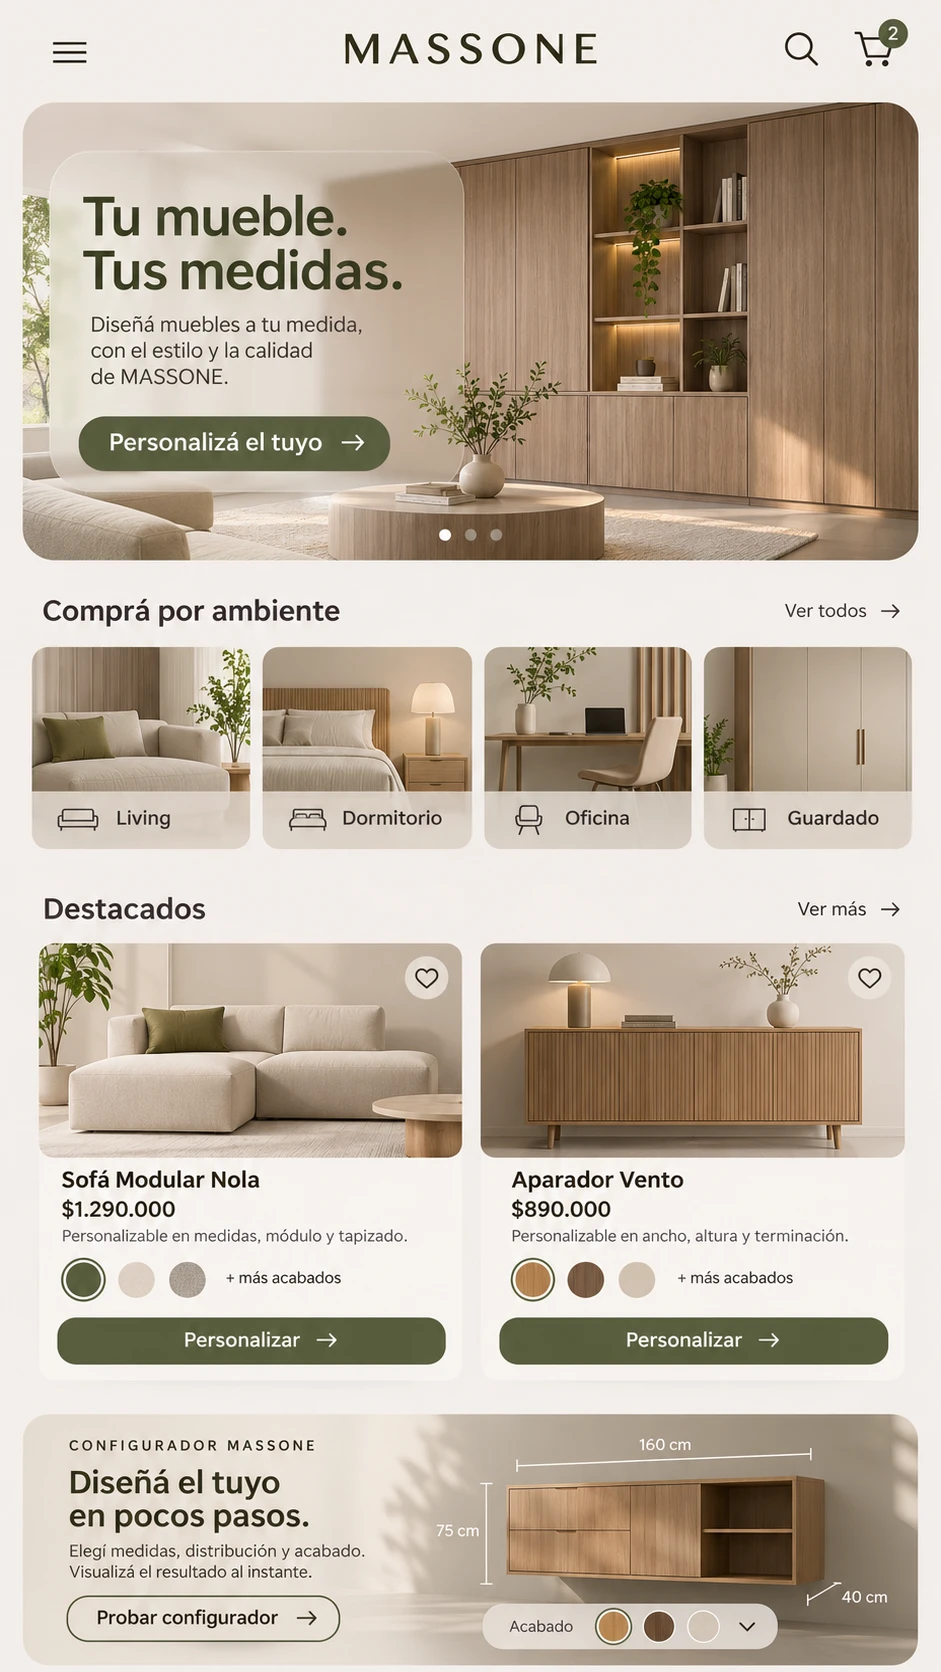 MASSONE
2
Tu mueble.
Tus medidas.
Diseñá muebles a tu medida,
con el estilo y la calidad
de MASSONE.
Personalizá el tuyo →
Comprá por ambiente
Ver todos →
Living
Dormitorio
Oficina
Guardado
Destacados
Ver más →
Sofá Modular Nola
$1.290.000
Personalizable en medidas, módulo y tapizado.
+ más acabados
Personalizar →
Aparador Vento
$890.000
Personalizable en ancho, altura y terminación.
+ más acabados
Personalizar →
CONFIGURADOR MASSONE
Diseñá el tuyo
en pocos pasos.
Elegí medidas, distribución y acabado.
Visualizá el resultado al instante.
Probar configurador →
160 cm
75 cm
40 cm
Acabado